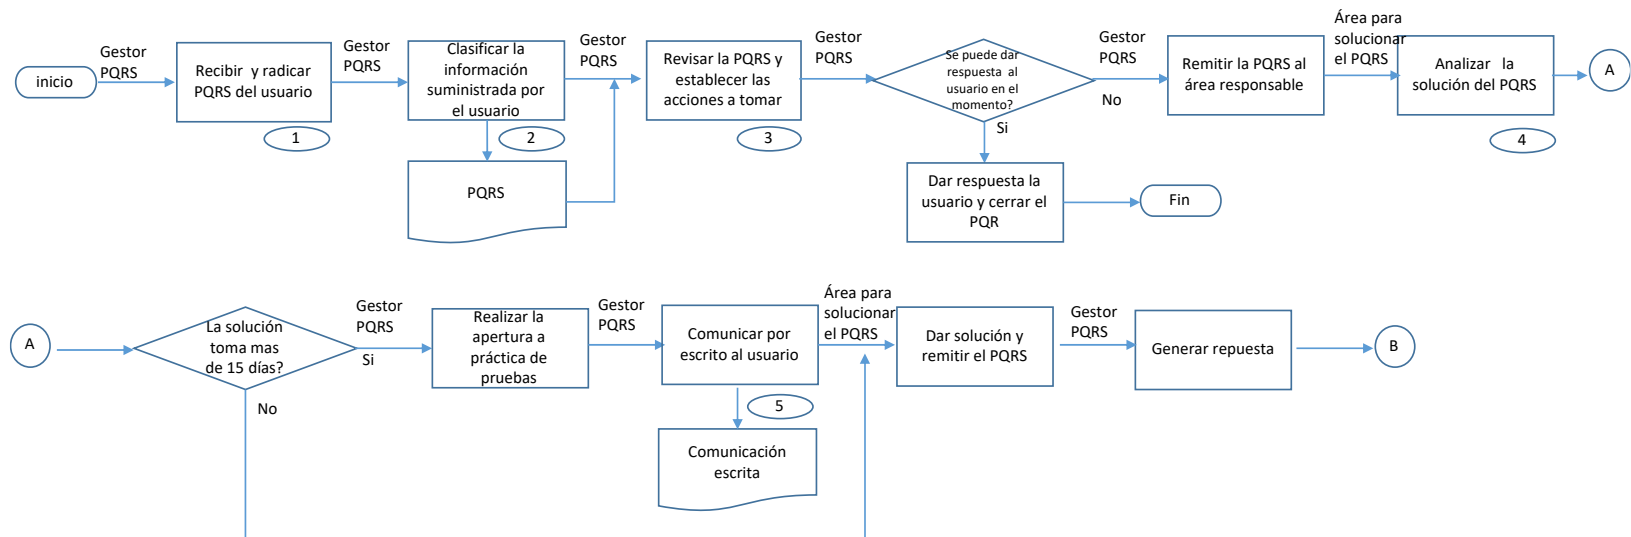 inicio
Gestor
PQRS
Recibir y radicar
PQRS del usuario
1
Gestor
PQRS
Clasificar la
información
suministrada por
el usuario
2
PQRS
Gestor
PQRS
Revisar la PQRS y
establecer las
acciones a tomar
3
Gestor
PQRS
Se puede dar
respuesta al
usuario en el
momento?
Si
Dar respuesta la
usuario y cerrar el
PQR
Fin
Gestor
PQRS
No
Remitir la PQRS al
área responsable
Área para
solucionar
el PQRS
Analizar la
solución del PQRS
4
A
A
La solución
toma mas
de 15 días?
No
Gestor
PQRS
Si
Realizar la
apertura a
práctica de
pruebas
Gestor
PQRS
Comunicar por
escrito al usuario
5
Comunicación
escrita
Área para
solucionar
el PQRS
Dar solución y
remitir el PQRS
Gestor
PQRS
Generar repuesta
B